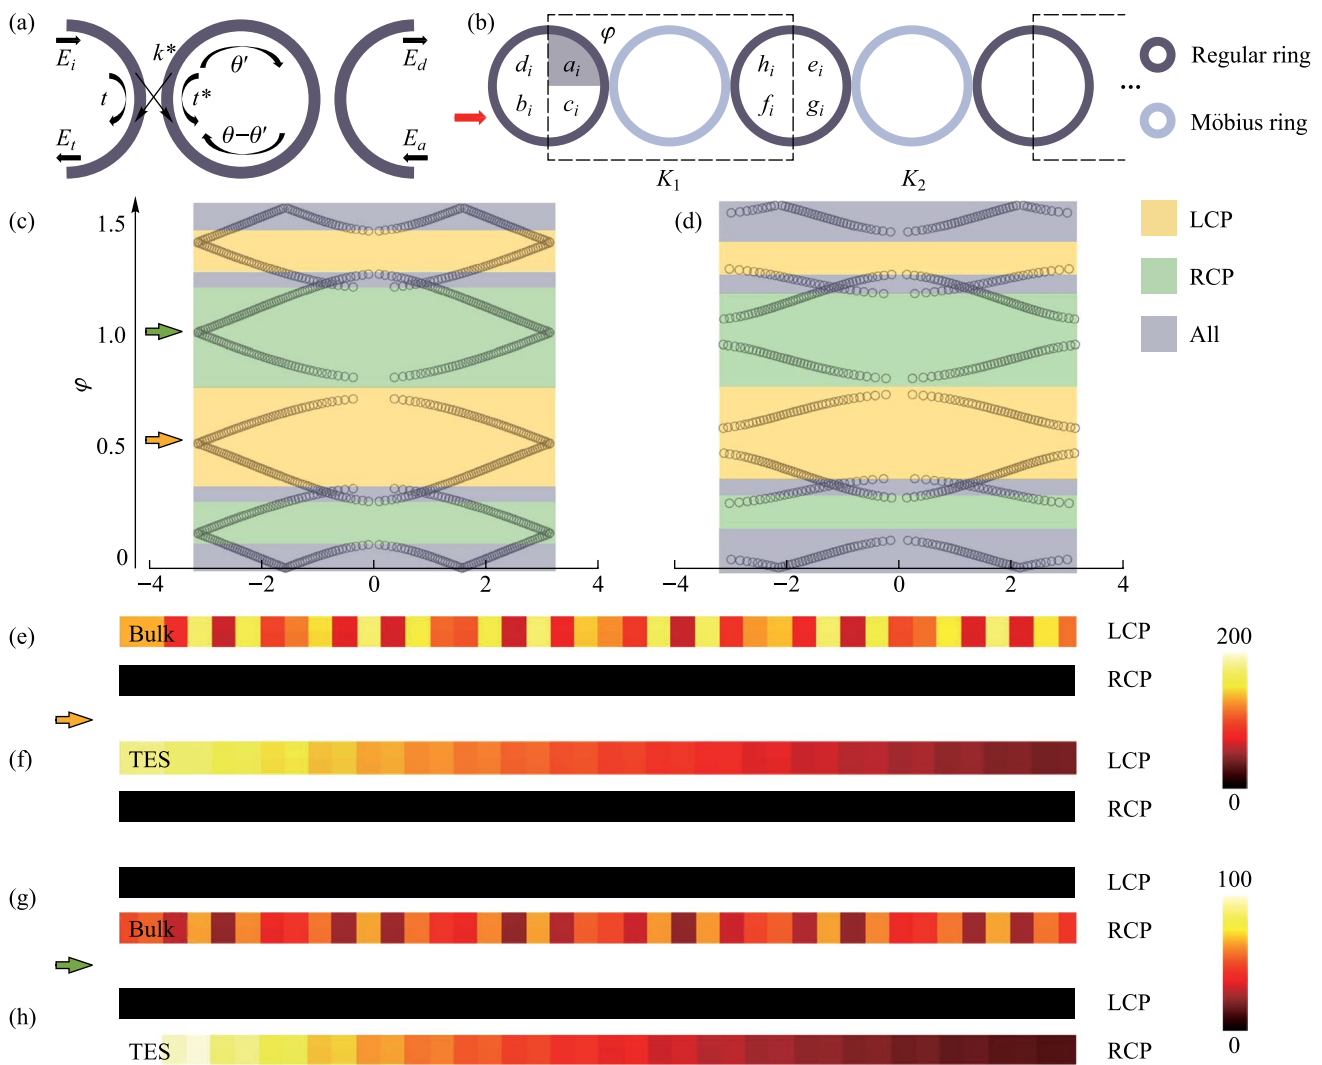 (a)
E_i
k*
θ′
t
t*
θ−θ′
E_t
E_d
E_a
(b)
φ
d_i
a_i
b_i
c_i
h_i
e_i
f_i
g_i
...
K_1
K_2
Regular ring
Möbius ring
(c)
φ
1.5
1.0
0.5
0
−4
−2
0
2
4
(d)
−4
−2
0
2
4
LCP
RCP
All
(e)
Bulk
LCP
RCP
(f)
TES
LCP
RCP
200
0
(g)
LCP
Bulk
RCP
(h)
LCP
TES
RCP
100
0